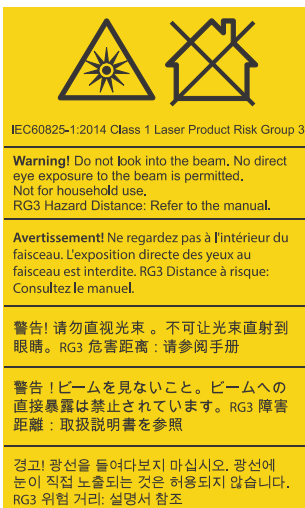 IEC60825-1:2014 Class 1 Laser Product Risk Group 3
Warning! Do not look into the beam. No direct
eye exposure to the beam is permitted.
Not for household use.
RG3 Hazard Distance: Refer to the manual.
Avertissement! Ne regardez pas à l'intérieur du
faisceau. L'exposition directe des yeux au
faisceau est interdite. RG3 Distance à risque:
Consultez le manuel.
警告! 请勿直视光束 。不可让光束直射到
眼睛。RG3 危害距离 : 请参阅手册
警告 ! ビームを見ないこと。ビームへの
直接暴露は禁止されています。RG3 障害
距離 : 取扱説明書を参照
경고! 광선을 들여다보지 마십시오. 광선에
눈이 직접 노출되는 것은 허용되지 않습니다.
RG3 위험 거리: 설명서 참조